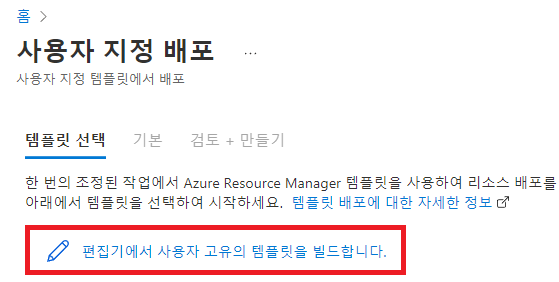 홈 >
사용자 지정 배포 ...
사용자 지정 템플릿에서 배포
템플릿 선택 기본 검토 + 만들기
한 번의 조정된 작업에서 Azure Resource Manager 템플릿을 사용하여 리소스 배포를
아래에서 템플릿을 선택하여 시작하세요. 템플릿 배포에 대한 자세한 정보
편집기에서 사용자 고유의 템플릿을 빌드합니다.